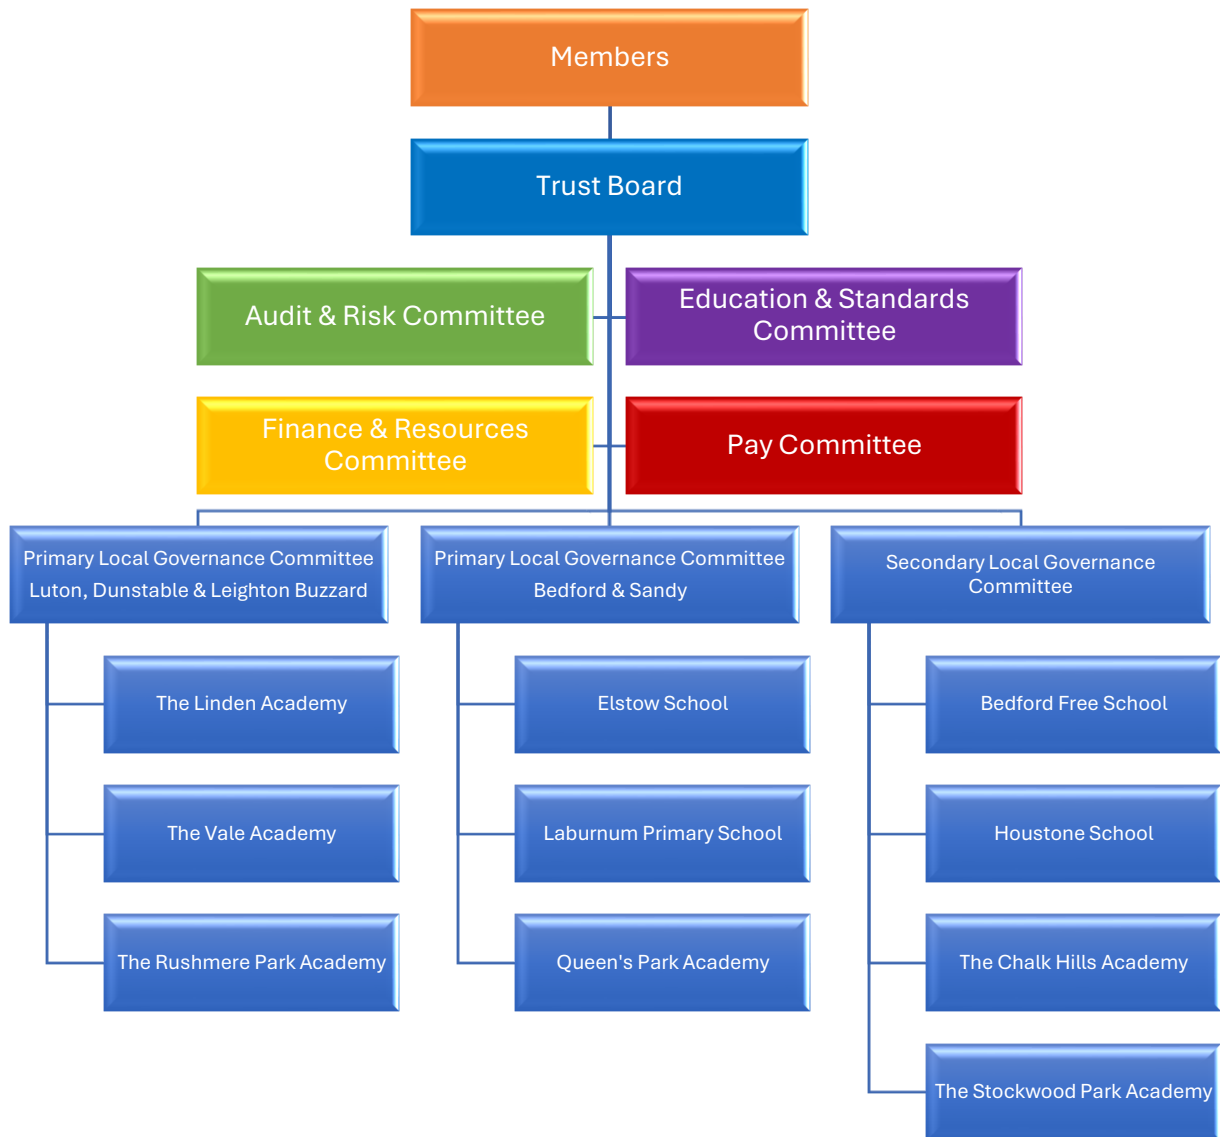 Members
Trust Board
Audit & Risk Committee
Education & Standards
Committee
Finance & Resources
Committee
Pay Committee
Primary Local Governance Committee
Luton, Dunstable & Leighton Buzzard
Primary Local Governance Committee
Bedford & Sandy
Secondary Local Governance
Committee
The Linden Academy
Elstow School
Bedford Free School
The Vale Academy
Laburnum Primary School
Houstone School
The Rushmere Park Academy
Queen's Park Academy
The Chalk Hills Academy
The Stockwood Park Academy